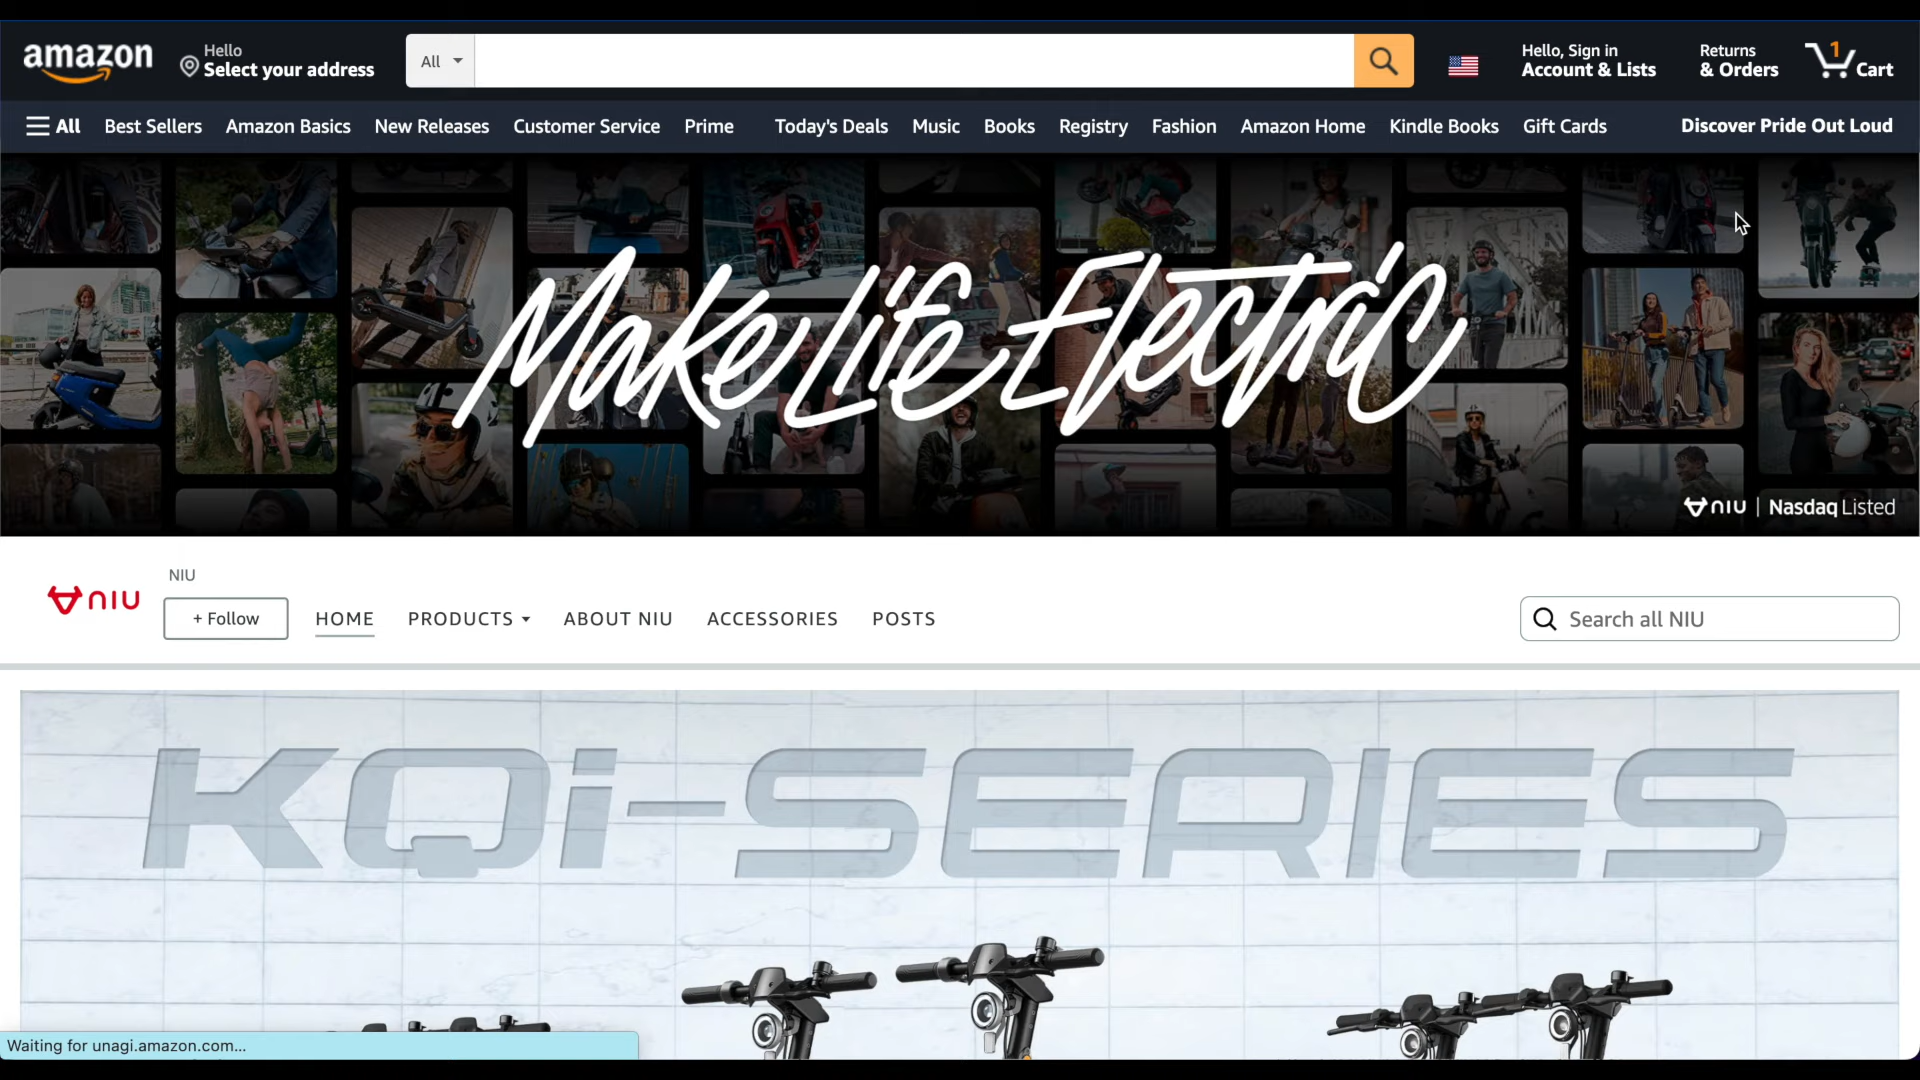 amazon
Hello
Select your address
All
Hello, Sign in
Account & Lists
Returns
& Orders
1
Cart
All
Best Sellers
Amazon Basics
New Releases
Customer Service
Prime
Today's Deals
Music
Books
Registry
Fashion
Amazon Home
Kindle Books
Gift Cards
Discover Pride Out Loud
Make Life Electric
NIU | Nasdaq Listed
NIU
NIU
+ Follow
HOME
PRODUCTS
ABOUT NIU
ACCESSORIES
POSTS
Search all NIU
KQi-SERIES
Waiting for unagi.amazon.com...